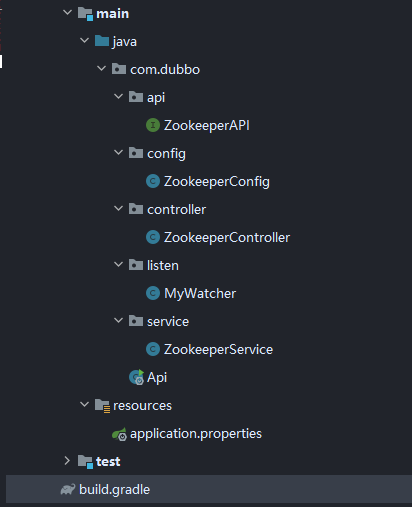 main
java
com.dubbo
api
ZookeeperAPI
config
ZookeeperConfig
controller
ZookeeperController
listen
MyWatcher
service
ZookeeperService
Api
resources
application.properties
test
build.gradle